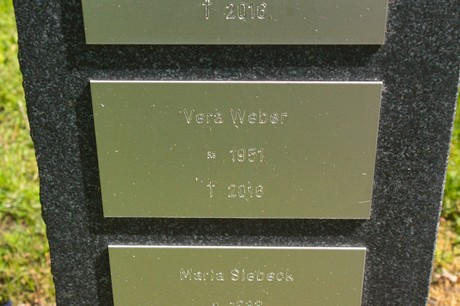 † 2016
Vera Weber
* 1951
† 2016
Maria Siebeck